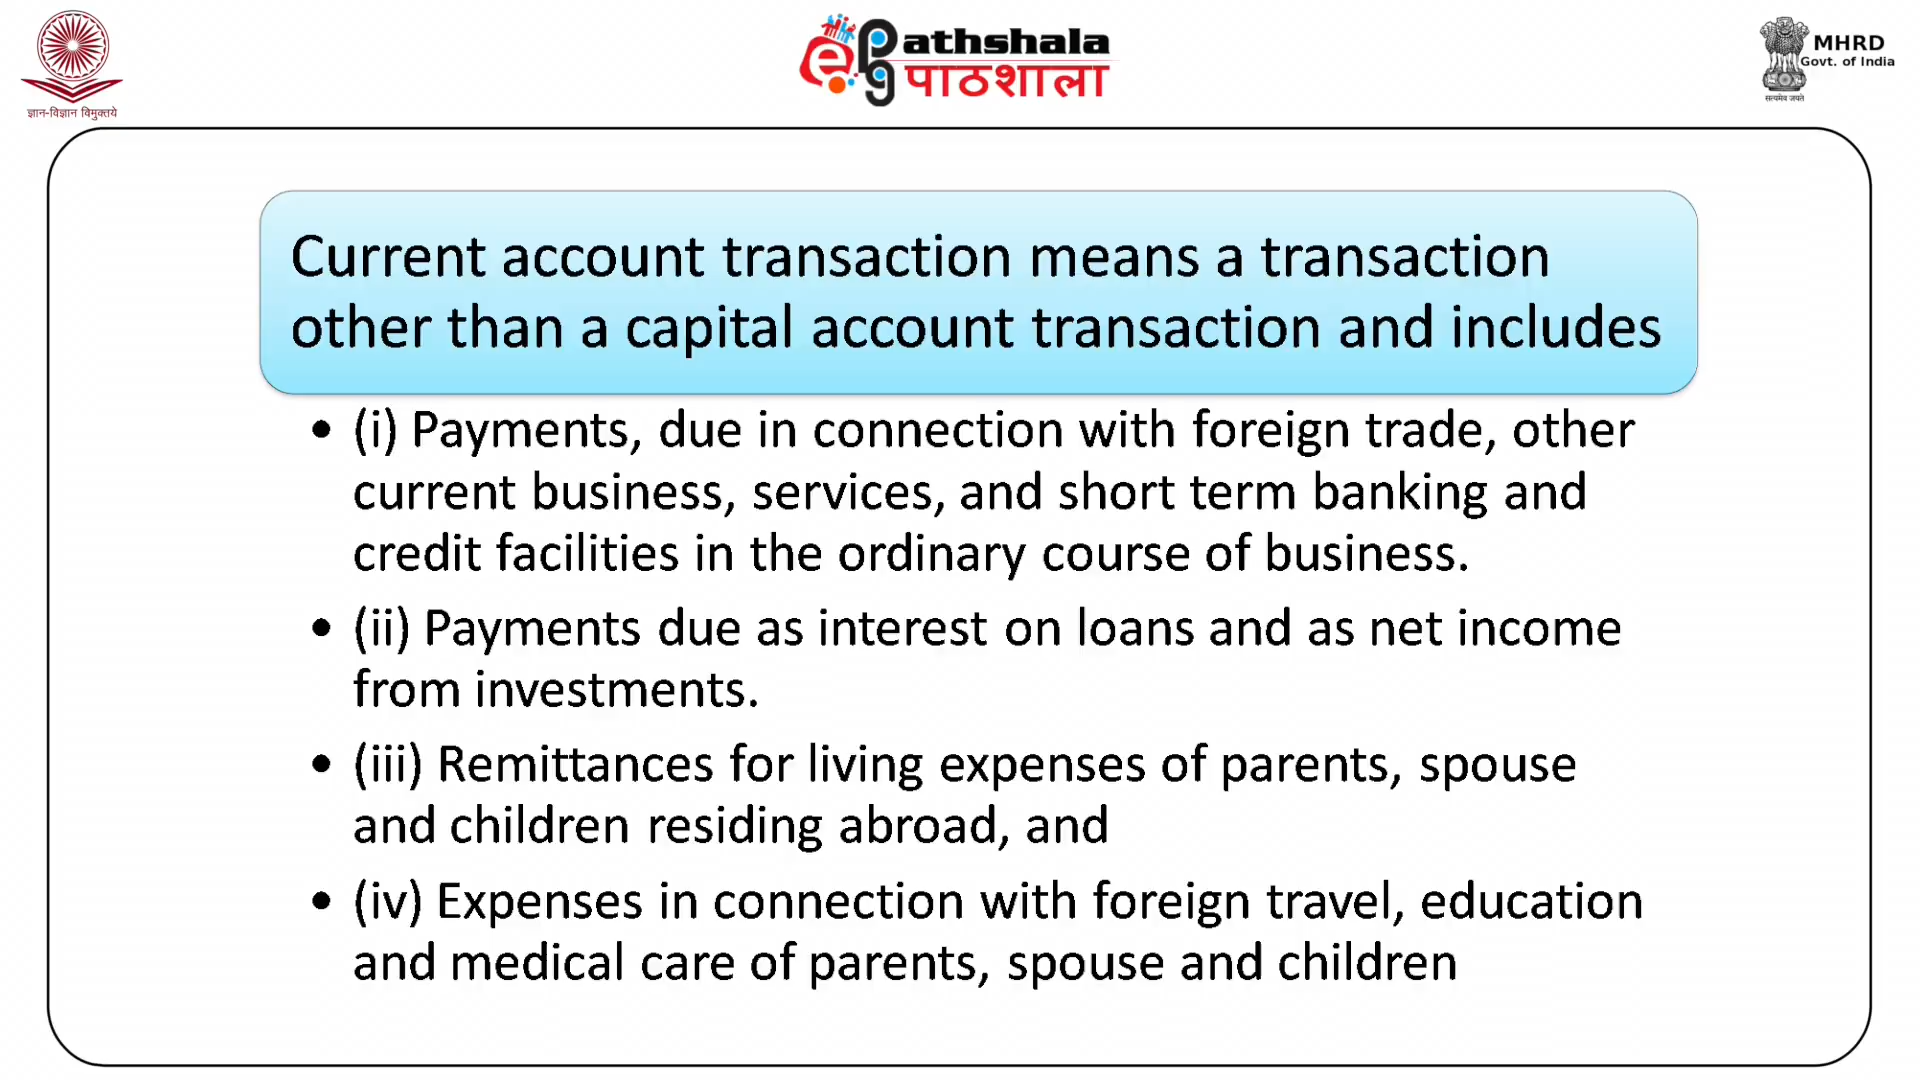 ज्ञान-विज्ञान विमुक्तये
e pg athshala
पाठशाला
MHRD
Govt. of India
सत्यमेव जयते
Current account transaction means a transaction
other than a capital account transaction and includes
• (i) Payments, due in connection with foreign trade, other
current business, services, and short term banking and
credit facilities in the ordinary course of business.
• (ii) Payments due as interest on loans and as net income
from investments.
• (iii) Remittances for living expenses of parents, spouse
and children residing abroad, and
• (iv) Expenses in connection with foreign travel, education
and medical care of parents, spouse and children